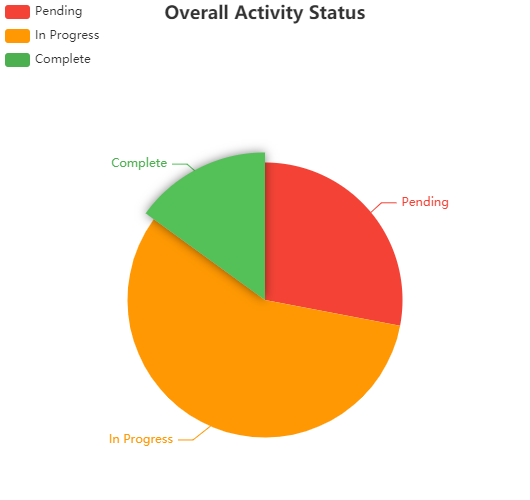 Overall Activity Status
Pending
In Progress
Complete
Complete
Pending
In Progress